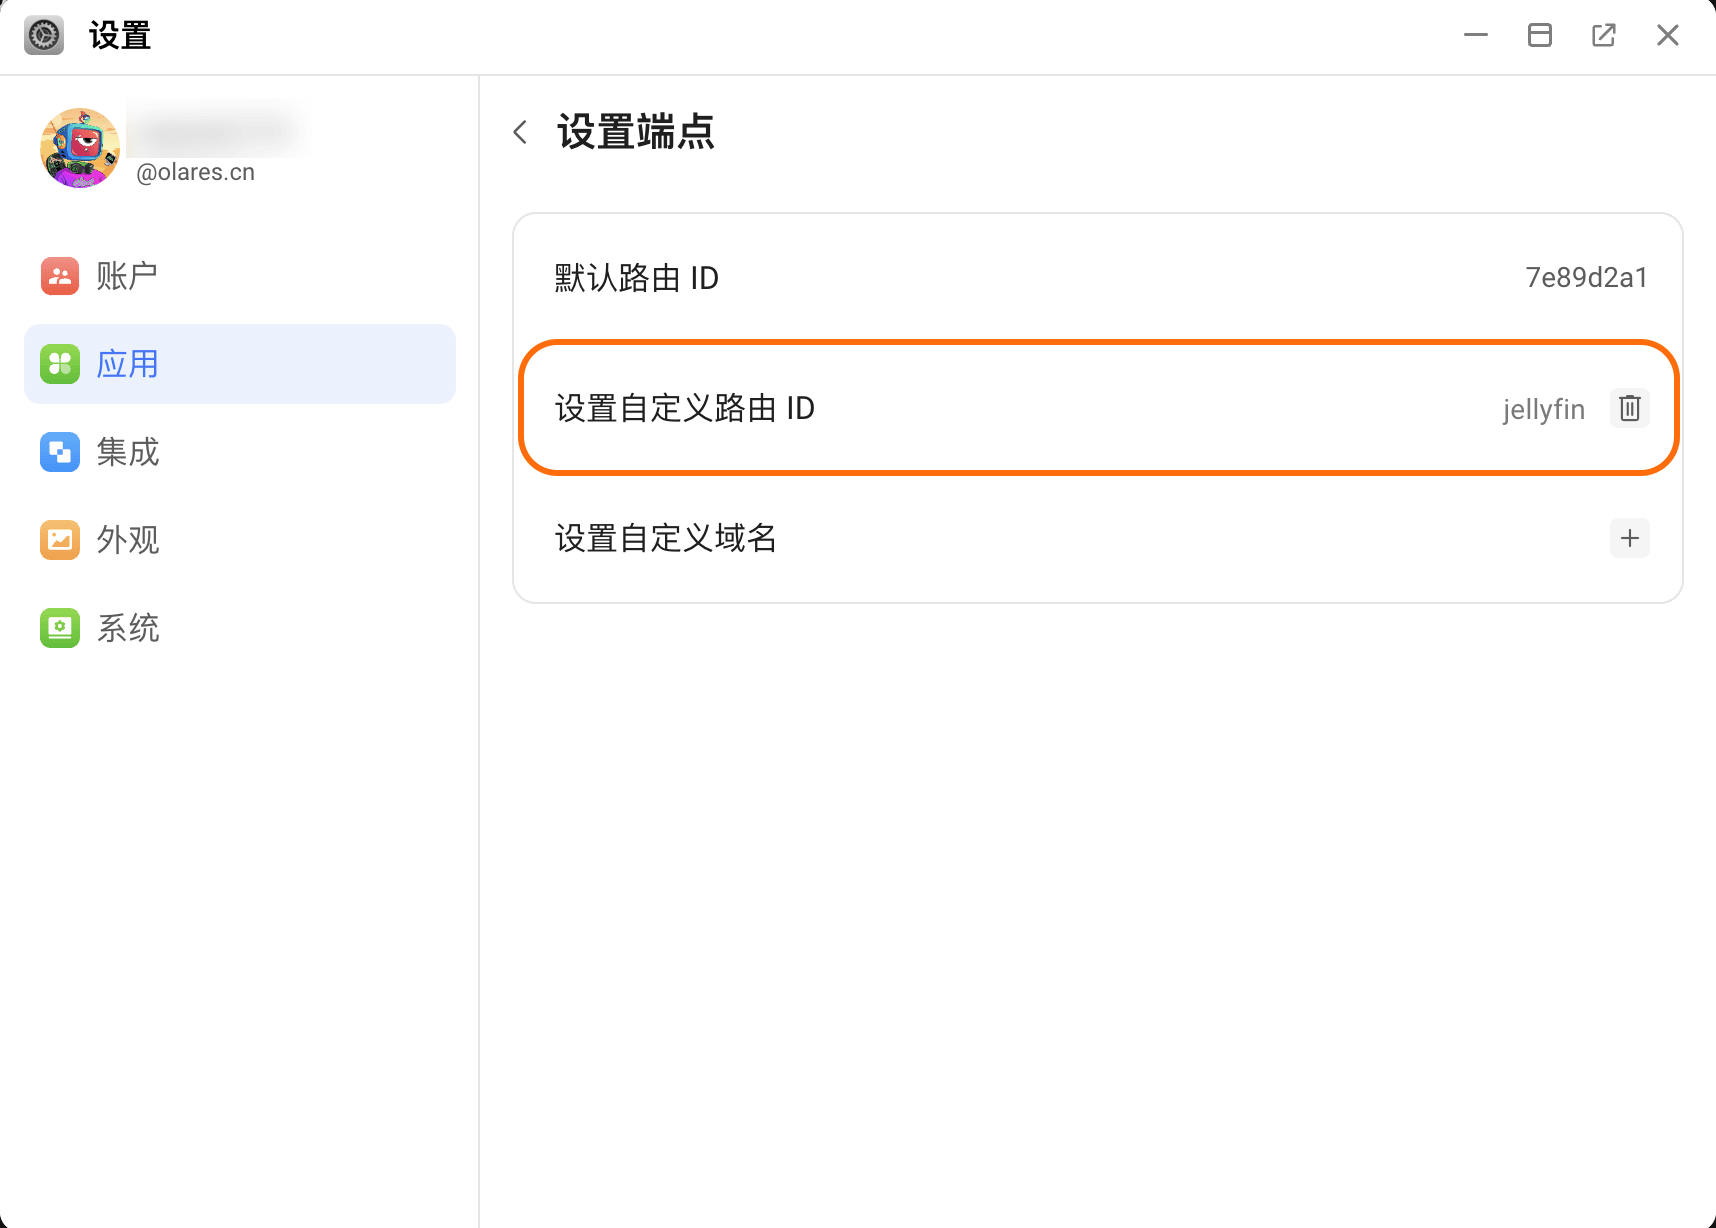 设置
@olares.cn
账户
应用
集成
外观
系统
设置端点
默认路由 ID
7e89d2a1
设置自定义路由 ID
jellyfin
设置自定义域名